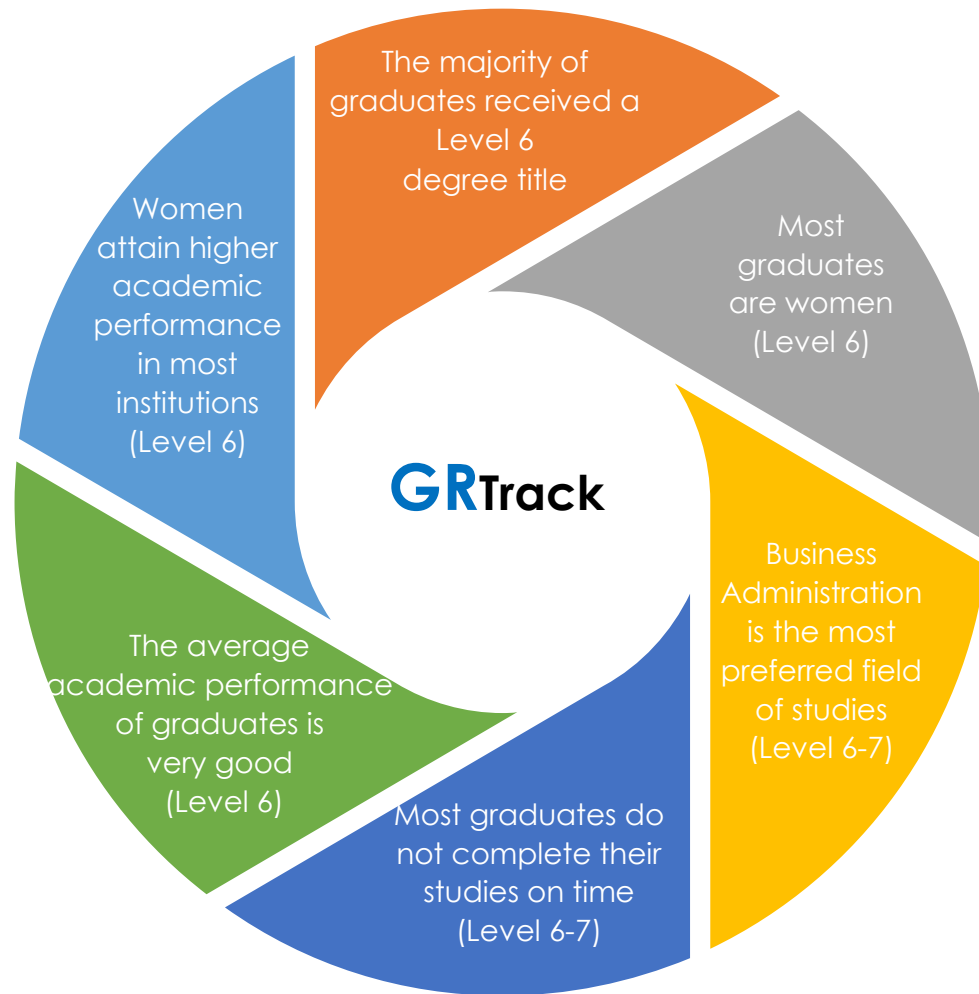 The majority of
graduates received a
Level 6
degree title
Most
graduates
are women
(Level 6)
Business
Administration
is the most
preferred field
of studies
(Level 6-7)
Most graduates do
not complete their
studies on time
(Level 6-7)
The average
academic performance
of graduates is
very good
(Level 6)
Women
attain higher
academic
performance
in most
institutions
(Level 6)
GRTrack